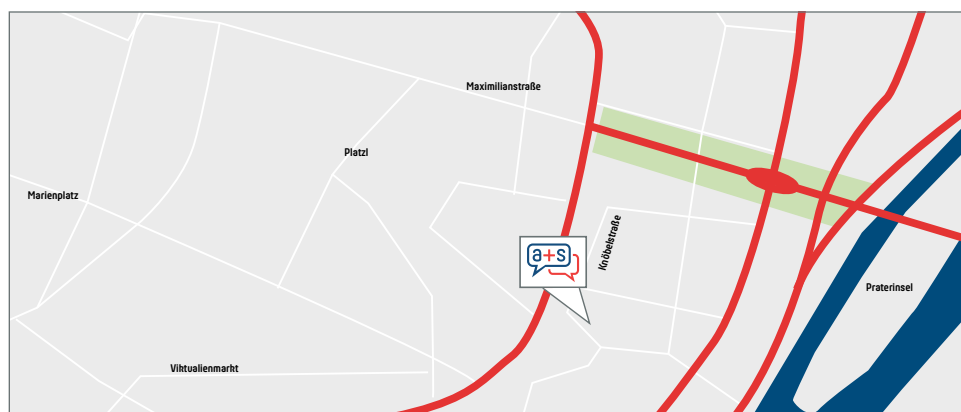 Maximilianstraße
Platzl
Marienplatz
Knöbelstraße
a+s
Praterinsel
Viktualienmarkt